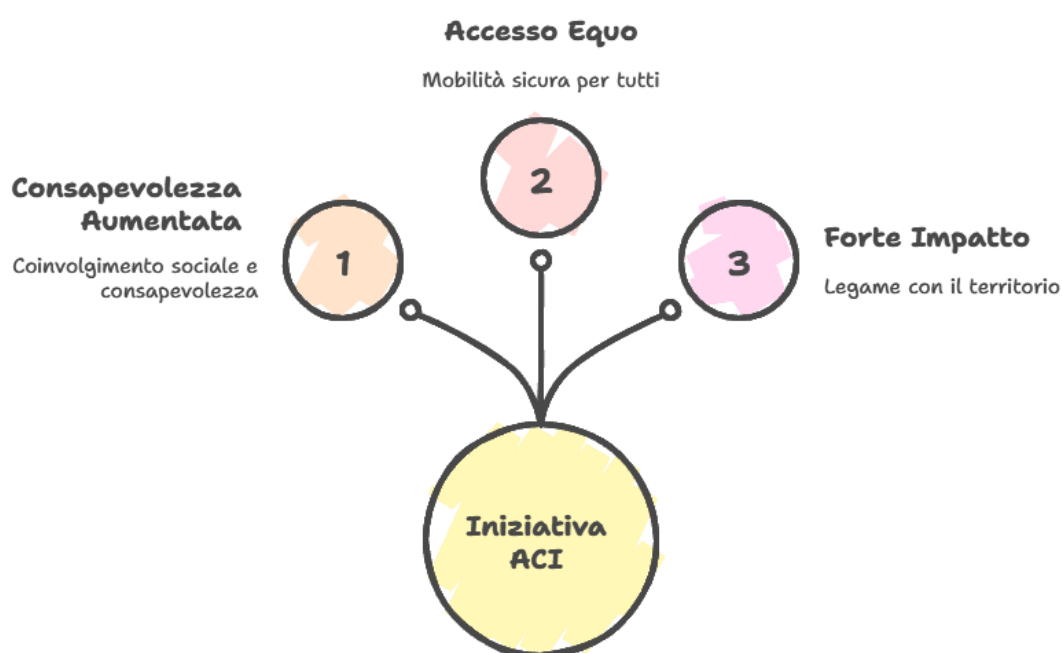 Accesso Equo
Mobilità sicura per tutti
2
Consapevolezza
Aumentata
Coinvolgimento sociale e
consapevolezza
1
3
Forte Impatto
Legame con il territorio
Iniziativa
ACI